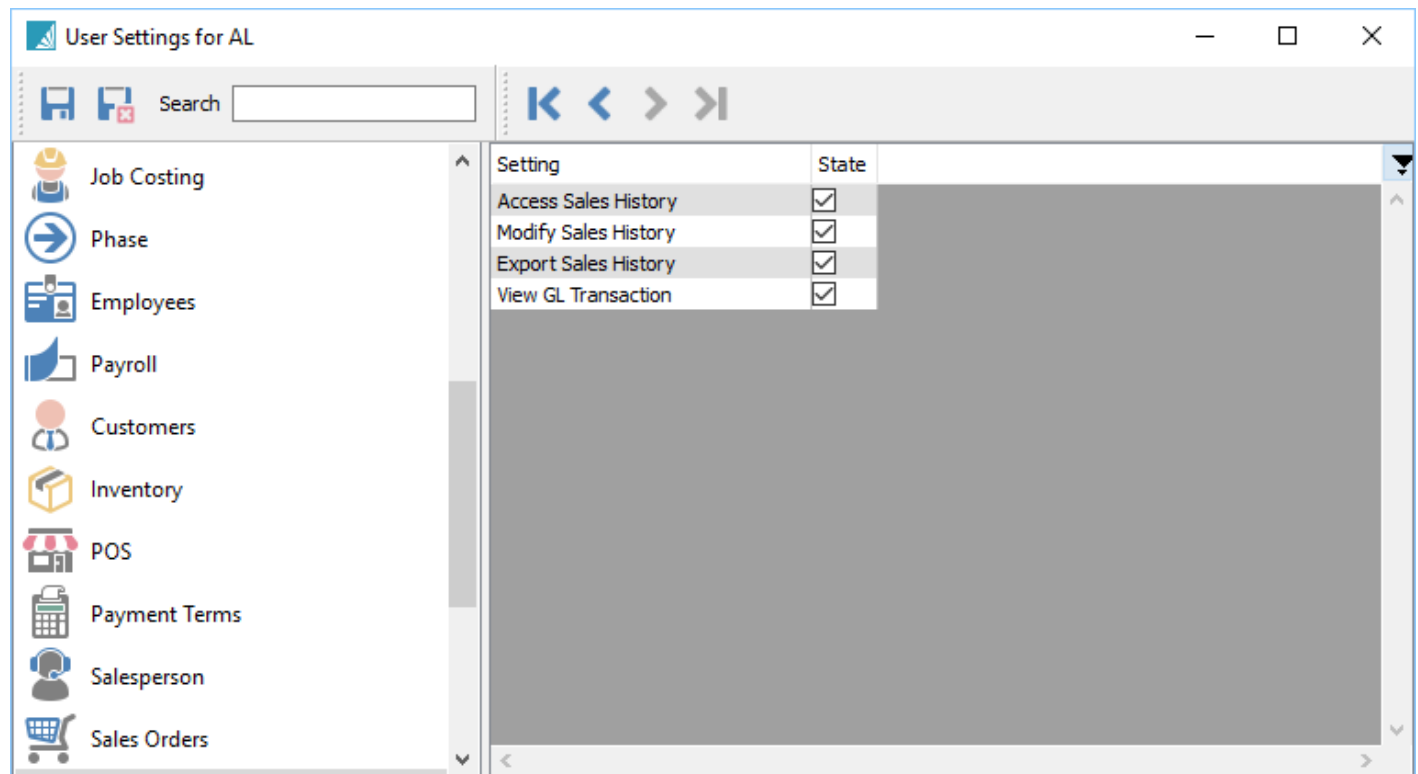 User Settings for AL
Search
Job Costing
Phase
Employees
Payroll
Customers
Inventory
POS
Payment Terms
Salesperson
Sales Orders
Setting State
Access Sales History
Modify Sales History
Export Sales History
View GL Transaction